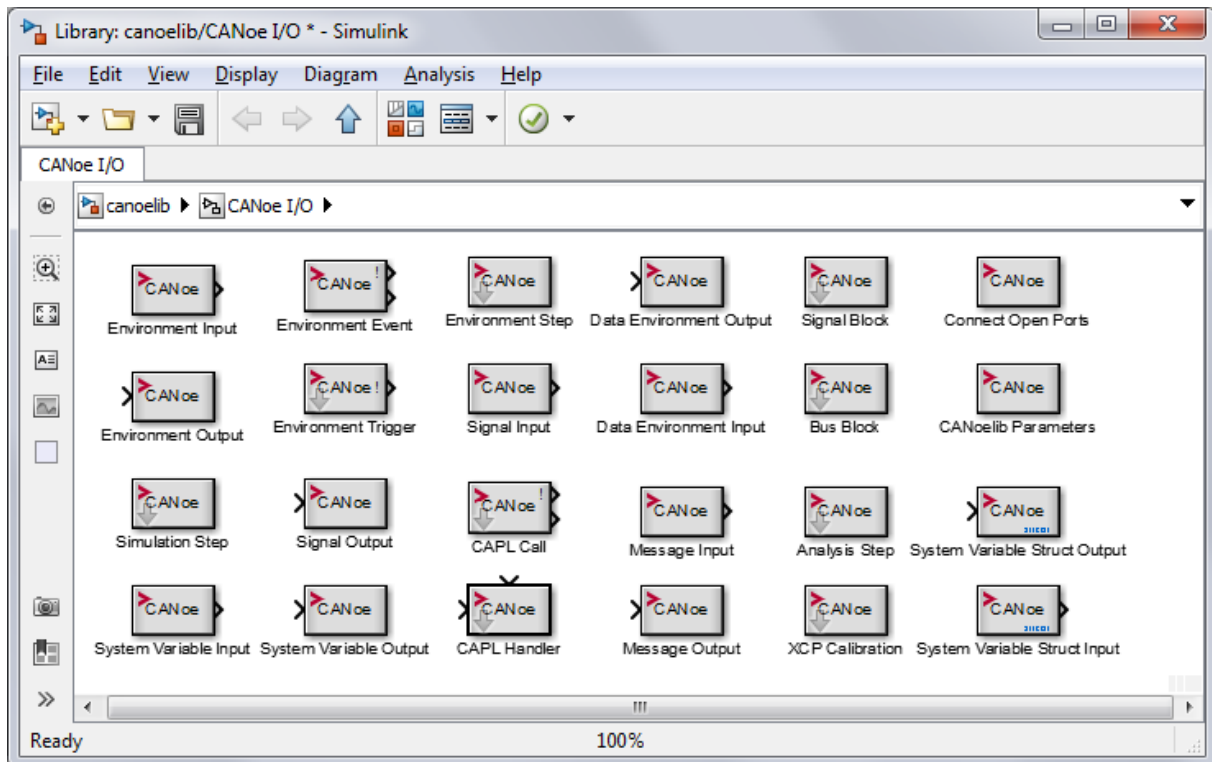 Library: canoelib/CANoe I/O * - Simulink
File Edit View Display Diagram Analysis Help
CANoe I/O
canoelib CANoe I/O
CANoe CANoe ! CANoe CANoe CANoe CANoe
Environment Input Environment Event Environment Step Data Environment Output Signal Block Connect Open Ports
CANoe CANoe ! CANoe CANoe CANoe CANoe
Environment Output Environment Trigger Signal Input Data Environment Input Bus Block CANoelib Parameters
CANoe CANoe CANoe ! CANoe CANoe CANoe
Simulation Step Signal Output CAPL Call Message Input Analysis Step System Variable Struct Output
CANoe CANoe CANoe CANoe CANoe CANoe
System Variable Input System Variable Output CAPL Handler Message Output XCP Calibration System Variable Struct Input
Ready 100%